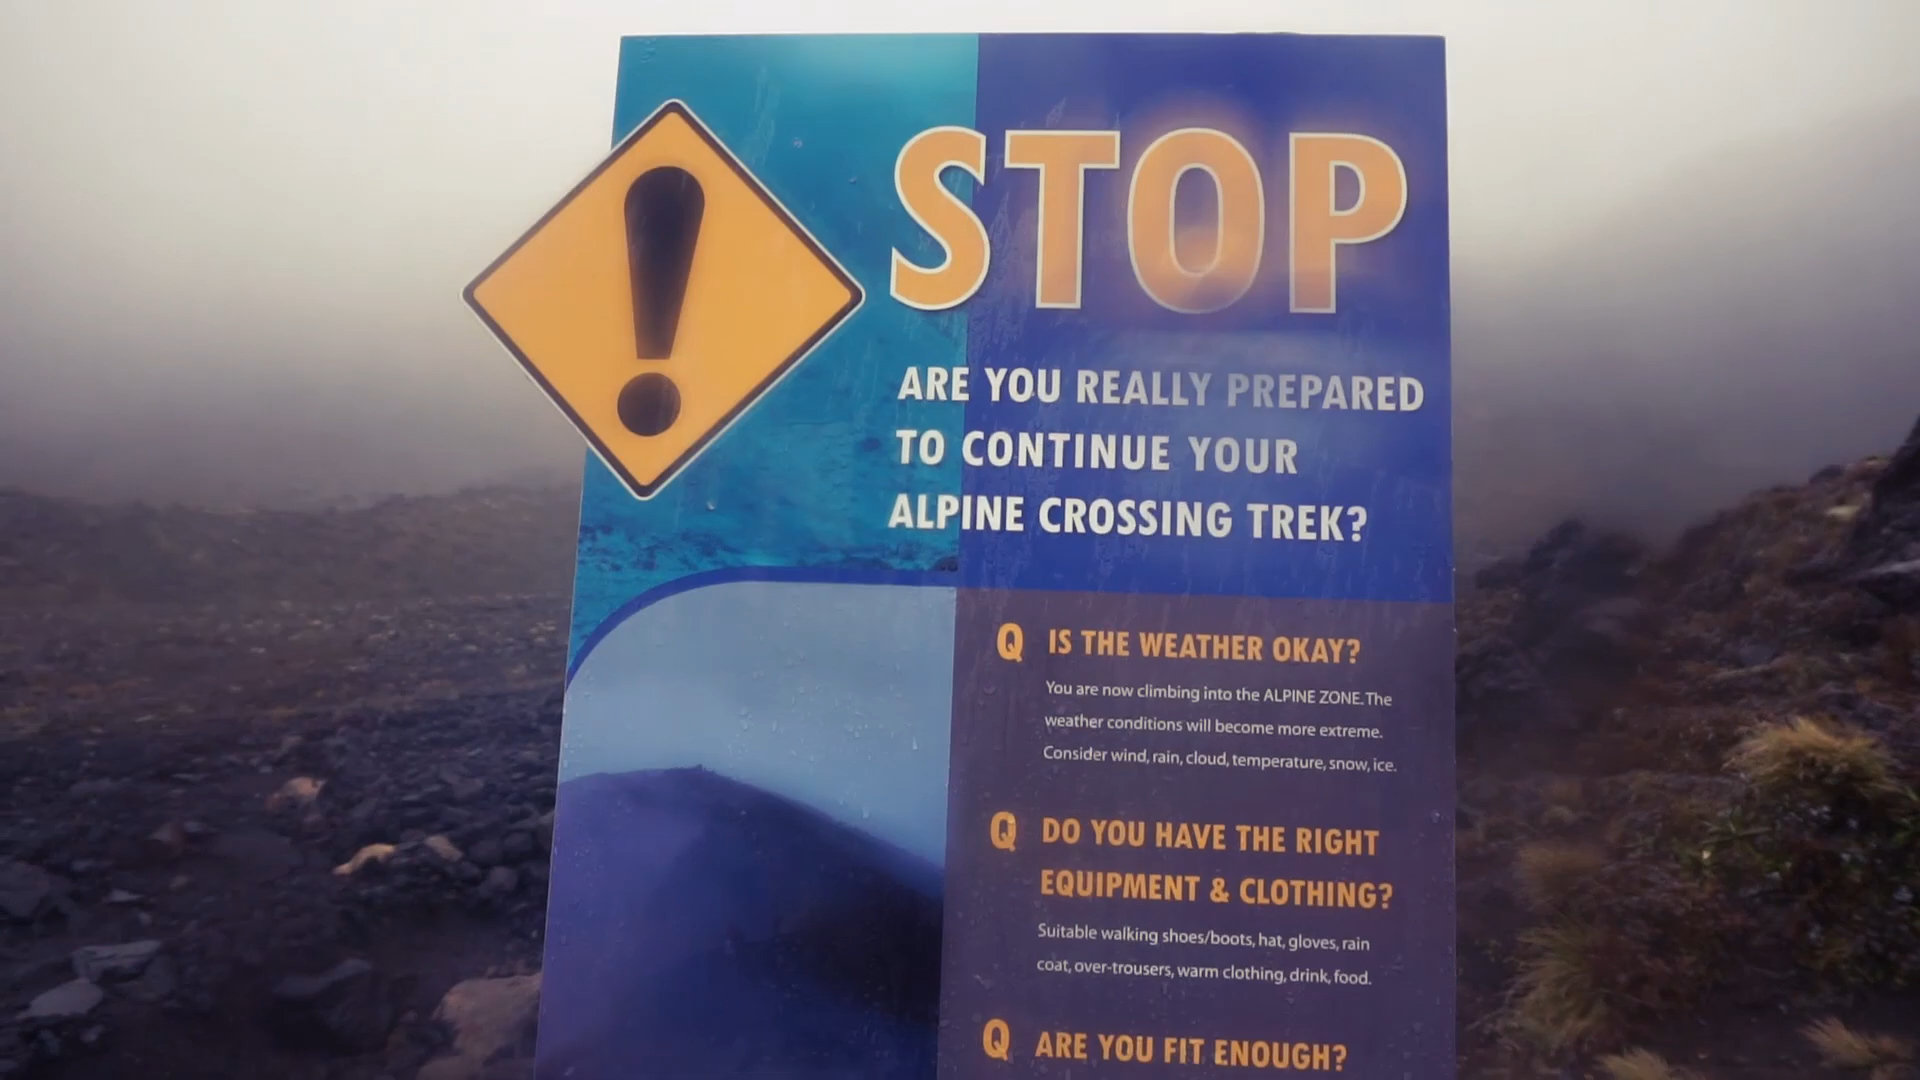 STOP
ARE YOU REALLY PREPARED
TO CONTINUE YOUR
ALPINE CROSSING TREK?
Q IS THE WEATHER OKAY?
You are now climbing into the ALPINE ZONE. The
weather conditions will become more extreme.
Consider wind, rain, cloud, temperature, snow, ice.
Q DO YOU HAVE THE RIGHT
EQUIPMENT & CLOTHING?
Suitable walking shoes/boots, hat, gloves, rain
coat, over-trousers, warm clothing, drink, food.
Q ARE YOU FIT ENOUGH?